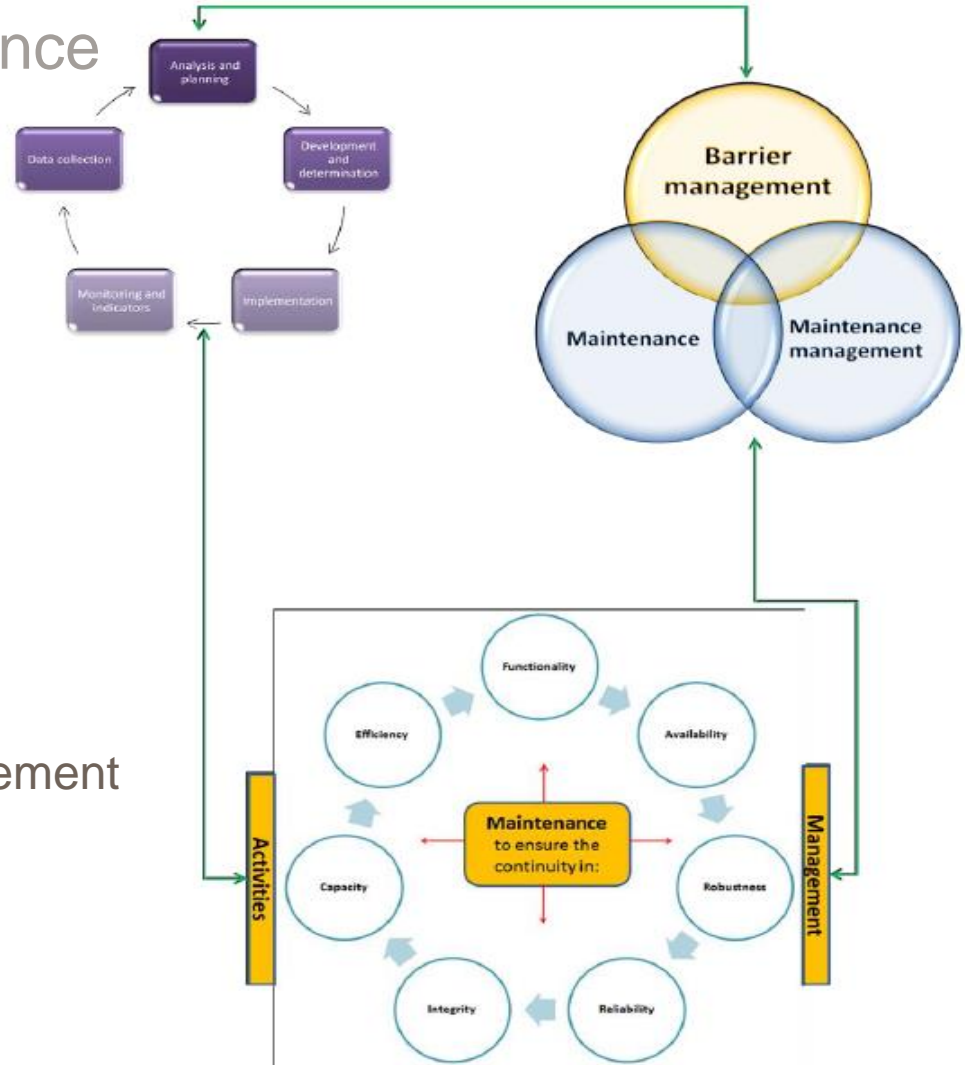 nce
Analysis and
planning
Data collection
Development
and
determination
Monitoring and
indicators
Implementation
Barrier
management
Maintenance
Maintenance
management
Functionality
Efficiency
Availability
ement
Activities
Maintenance
to ensure the
continuity in:
Management
Capacity
Robustness
Integrity
Reliability